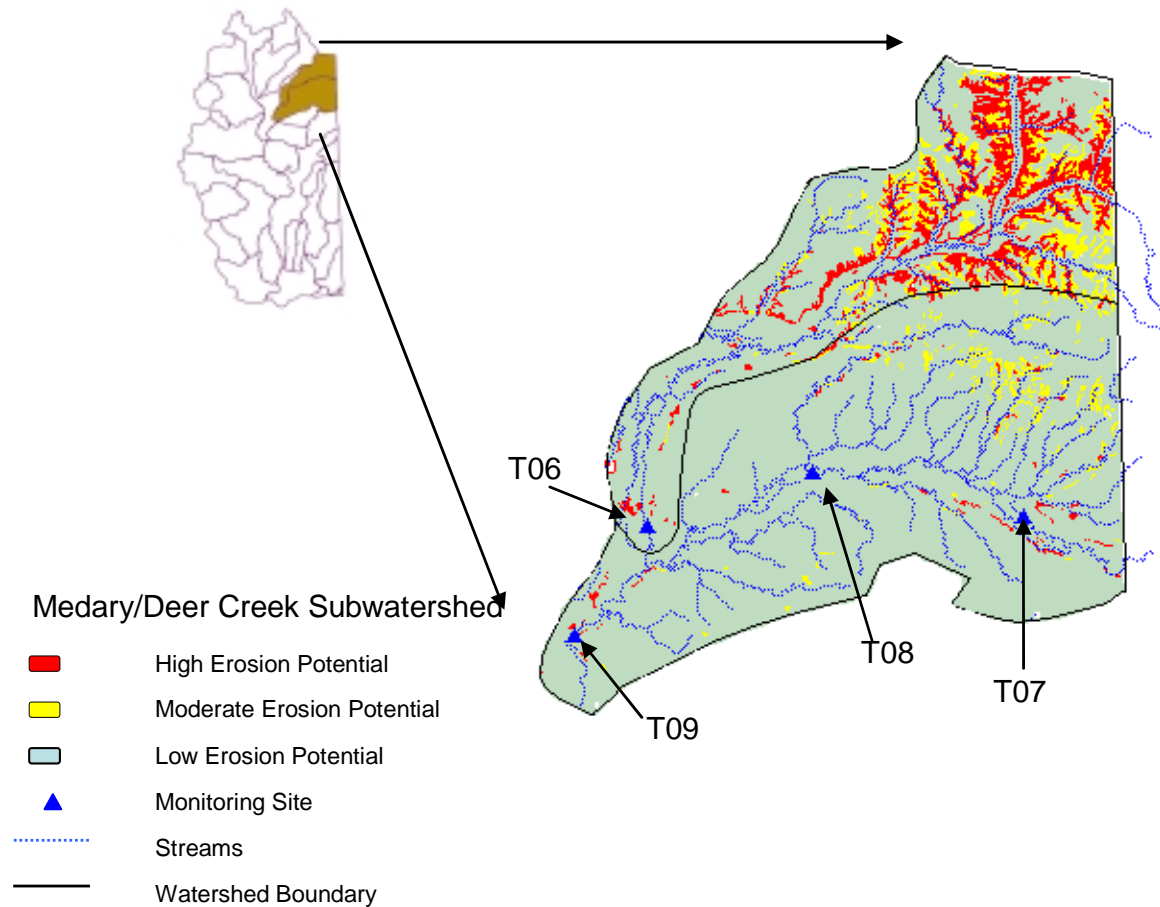 T06
T08
T07
T09
Medary/Deer Creek Subwatershed
High Erosion Potential
Moderate Erosion Potential
Low Erosion Potential
Monitoring Site
Streams
Watershed Boundary